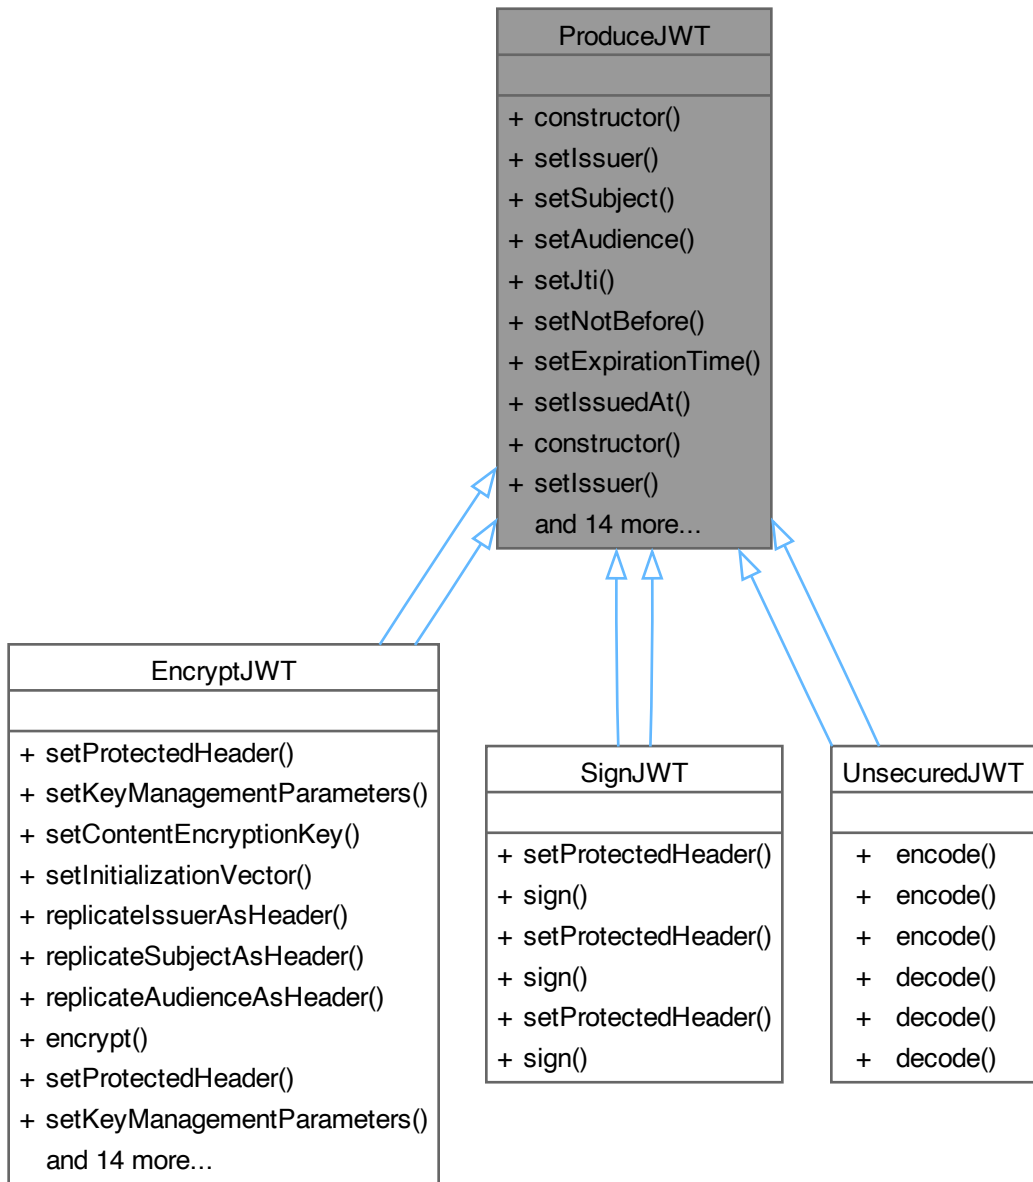 ProduceJWT
+ constructor()
+ setIssuer()
+ setSubject()
+ setAudience()
+ setJti()
+ setNotBefore()
+ setExpirationTime()
+ setIssuedAt()
+ constructor()
+ setIssuer()
and 14 more...
EncryptJWT
+ setProtectedHeader()
+ setKeyManagementParameters()
+ setContentEncryptionKey()
+ setInitializationVector()
+ replicateIssuerAsHeader()
+ replicateSubjectAsHeader()
+ replicateAudienceAsHeader()
+ encrypt()
+ setProtectedHeader()
+ setKeyManagementParameters()
and 14 more...
SignJWT
+ setProtectedHeader()
+ sign()
+ setProtectedHeader()
+ sign()
+ setProtectedHeader()
+ sign()
UnsecuredJWT
+ encode()
+ encode()
+ encode()
+ decode()
+ decode()
+ decode()